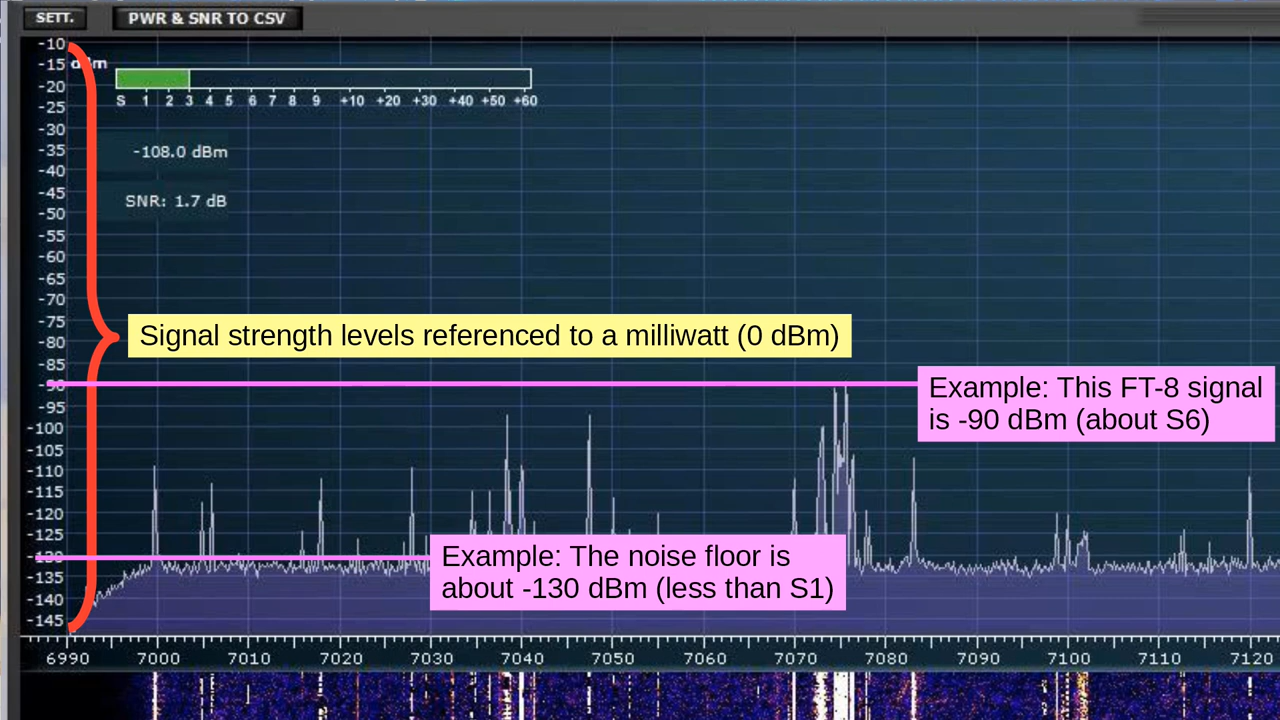 SETT. PWR & SNR TO CSV
-10
-15 dBm
-20
S 1 2 3 4 5 6 7 8 9 +10 +20 +30 +40 +50 +60
-25
-30
-35 -108.0 dBm
-40
-45 SNR: 1.7 dB
-50
-55
-60
-65
-70
-75
Signal strength levels referenced to a milliwatt (0 dBm)
-80
-85
-90
Example: This FT-8 signal
is -90 dBm (about S6)
-95
-100
-105
-110
-115
-120
-125
-130
Example: The noise floor is
about -130 dBm (less than S1)
-135
-140
-145
6990 7000 7010 7020 7030 7040 7050 7060 7070 7080 7090 7100 7110 7120